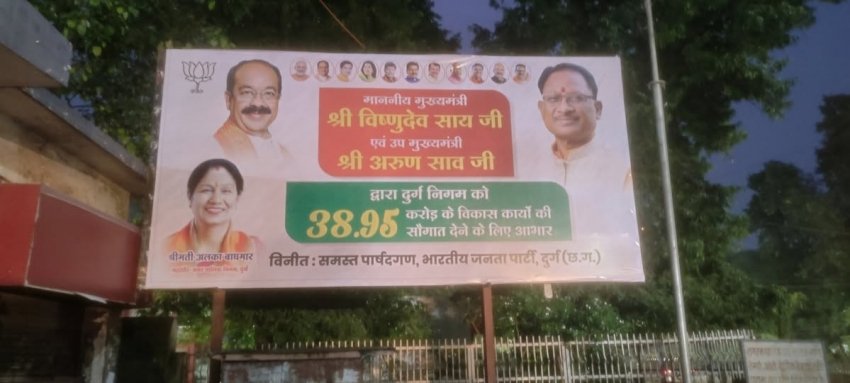 माननीय मुख्यमंत्री
श्री विष्णुदेव साय जी
एवं उप मुख्यमंत्री
श्री अरुण साव जी
द्वारा दुर्ग निगम को
38.95 करोड़ के विकास कार्यो की
सौगात देने के लिए आभार
श्रीमती अलका बाघमार
विनीत : समस्त पार्षदगण, भारतीय जनता पार्टी, दुर्ग (छ.ग.)